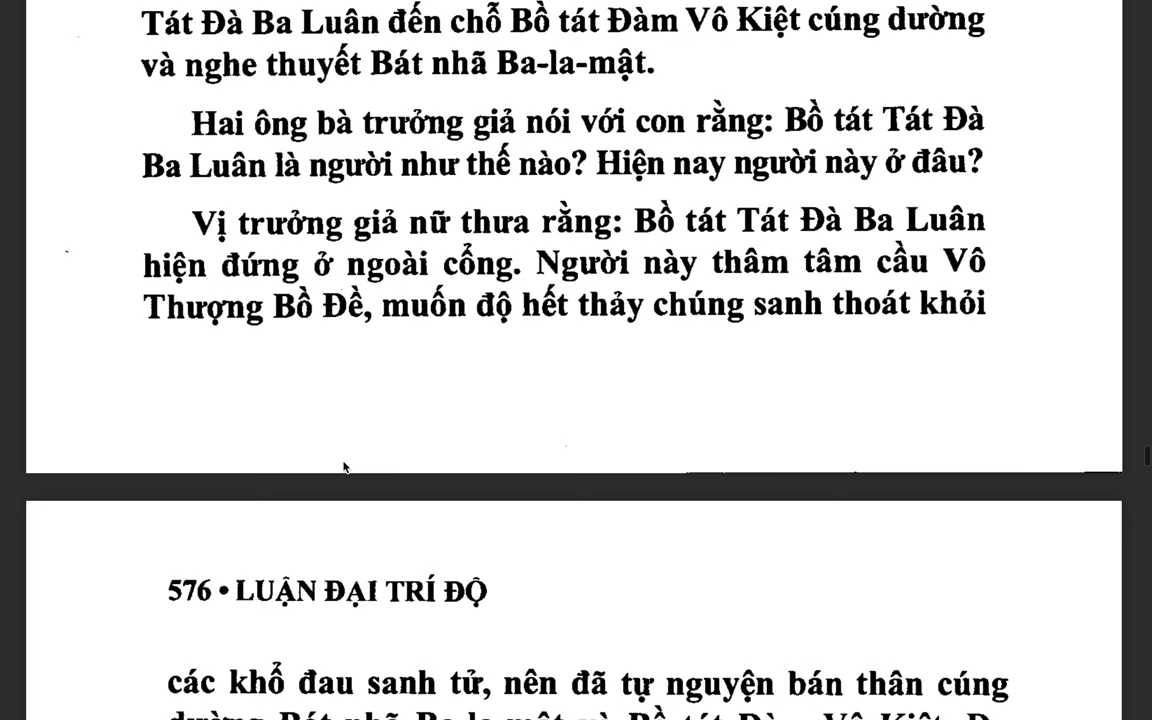 Tát Đà Ba Luân đến chỗ Bồ tát Đàm Vô Kiệt cúng dường
và nghe thuyết Bát nhã Ba-la-mật.
Hai ông bà trưởng giả nói với con rằng: Bồ tát Tát Đà
Ba Luân là người như thế nào? Hiện nay người này ở đâu?
Vị trưởng giả nữ thưa rằng: Bồ tát Tát Đà Ba Luân
hiện đứng ở ngoài cổng. Người này thâm tâm cầu Vô
Thượng Bồ Đề, muốn độ hết thảy chúng sanh thoát khỏi
576 • LUẬN ĐẠI TRÍ ĐỘ
các khổ đau sanh tử, nên đã tự nguyện bán thân cúng